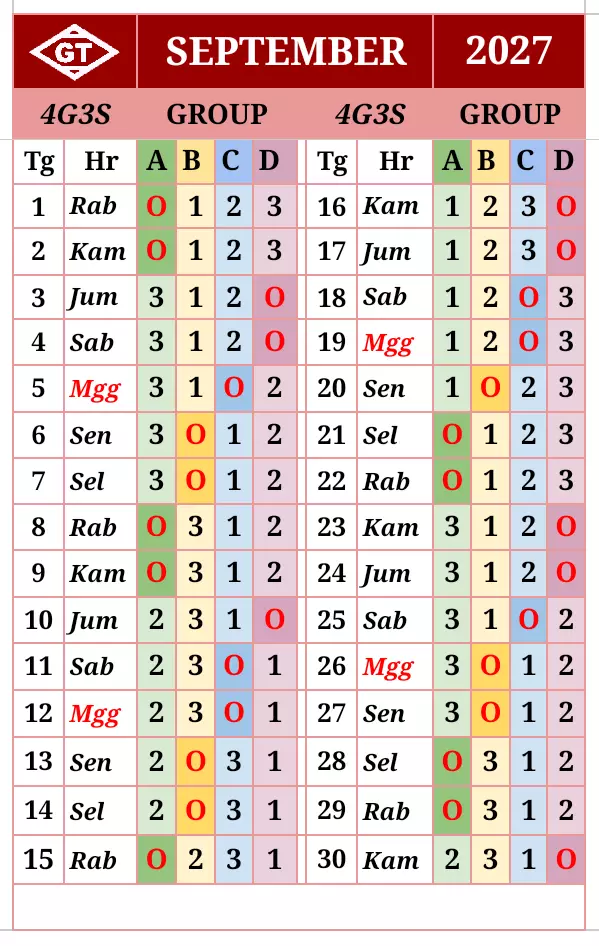 GT SEPTEMBER 2027
4G3S GROUP 4G3S GROUP
Tg Hr A B C D Tg Hr A B C D
1 Rab O 1 2 3 16 Kam 1 2 3 O
2 Kam O 1 2 3 17 Jum 1 2 3 O
3 Jum 3 1 2 O 18 Sab 1 2 O 3
4 Sab 3 1 2 O 19 Mgg 1 2 O 3
5 Mgg 3 1 O 2 20 Sen 1 O 2 3
6 Sen 3 O 1 2 21 Sel O 1 2 3
7 Sel 3 O 1 2 22 Rab O 1 2 3
8 Rab O 3 1 2 23 Kam 3 1 2 O
9 Kam O 3 1 2 24 Jum 3 1 2 O
10 Jum 2 3 1 O 25 Sab 3 1 O 2
11 Sab 2 3 O 1 26 Mgg 3 O 1 2
12 Mgg 2 3 O 1 27 Sen 3 O 1 2
13 Sen 2 O 3 1 28 Sel O 3 1 2
14 Sel 2 O 3 1 29 Rab O 3 1 2
15 Rab O 2 3 1 30 Kam 2 3 1 O